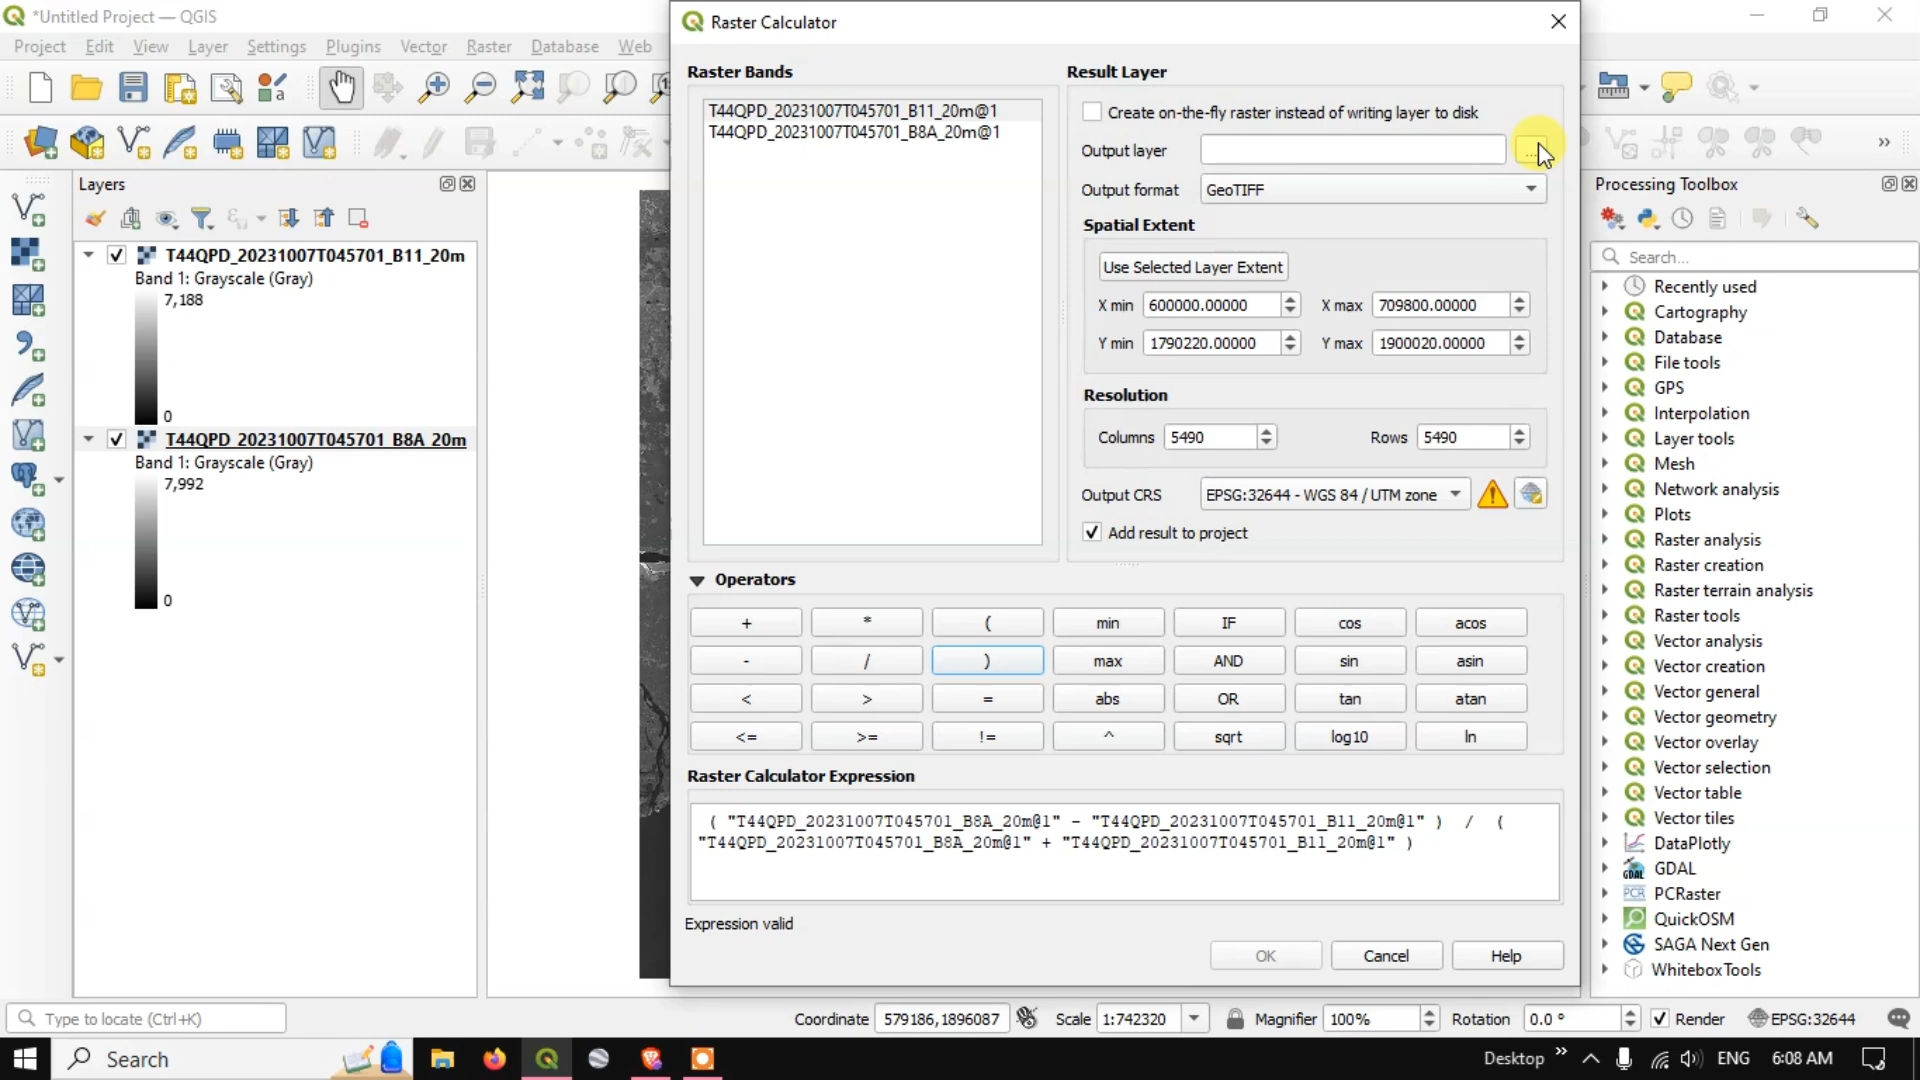 *Untitled Project — QGIS
Project Edit View Layer Settings Plugins Vector Raster Database Web
Layers
T44QPD_20231007T045701_B11_20m
Band 1: Grayscale (Gray)
7,188
0
T44QPD_20231007T045701_B8A_20m
Band 1: Grayscale (Gray)
7,992
0
Raster Calculator
Raster Bands
T44QPD_20231007T045701_B11_20m@1
T44QPD_20231007T045701_B8A_20m@1
Result Layer
Create on-the-fly raster instead of writing layer to disk
Output layer
...
Output format GeoTIFF
Spatial Extent
Use Selected Layer Extent
X min 600000.00000 X max 709800.00000
Y min 1790220.00000 Y max 1900020.00000
Resolution
Columns 5490 Rows 5490
Output CRS EPSG:32644 - WGS 84 / UTM zone
Add result to project
Operators
+ * ( min IF cos acos
- / ) max AND sin asin
< > = abs OR tan atan
<= >= != ^ sqrt log10 ln
Raster Calculator Expression
( "T44QPD_20231007T045701_B8A_20m@1" - "T44QPD_20231007T045701_B11_20m@1" ) / (
"T44QPD_20231007T045701_B8A_20m@1" + "T44QPD_20231007T045701_B11_20m@1" )
Expression valid
OK Cancel Help
Processing Toolbox
Search...
Recently used
Cartography
Database
File tools
GPS
Interpolation
Layer tools
Mesh
Network analysis
Plots
Raster analysis
Raster creation
Raster terrain analysis
Raster tools
Vector analysis
Vector creation
Vector general
Vector geometry
Vector overlay
Vector selection
Vector table
Vector tiles
DataPlotly
GDAL
PCRaster
QuickOSM
SAGA Next Gen
WhiteboxTools
Type to locate (Ctrl+K)
Coordinate 579186,1896087 Scale 1:742320 Magnifier 100% Rotation 0.0 ° Render EPSG:32644
Search
Desktop » ENG 6:08 AM